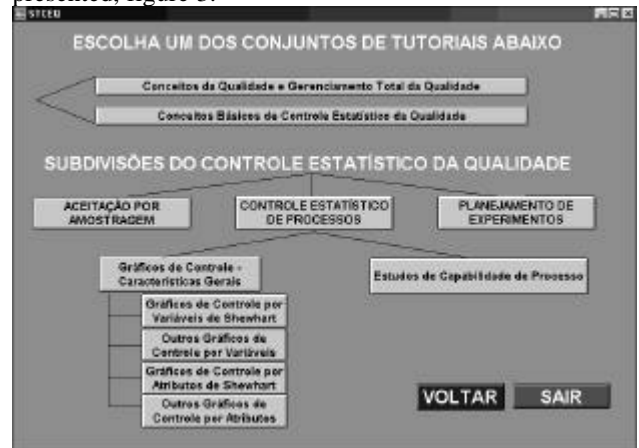 presented, figure 3.
STCEQ
ESCOLHA UM DOS CONJUNTOS DE TUTORIAIS ABAIXO
Conceitos da Qualidade e Gerenciamento Total da Qualidade
Conceitos Básicos de Controle Estatístico da Qualidade
SUBDIVISÕES DO CONTROLE ESTATÍSTICO DA QUALIDADE
ACEITAÇÃO POR
AMOSTRAGEM
CONTROLE ESTATÍSTICO
DE PROCESSOS
PLANEJAMENTO DE
EXPERIMENTOS
Gráficos de Controle -
Características Gerais
Estudos de Capabilidade de Processo
Gráficos de Controle por
Variáveis de Shewhart
Outros Gráficos de
Controle por Variáveis
Gráficos de Controle por
Atributos de Shewhart
Outros Gráficos de
Controle por Atributos
VOLTAR
SAIR